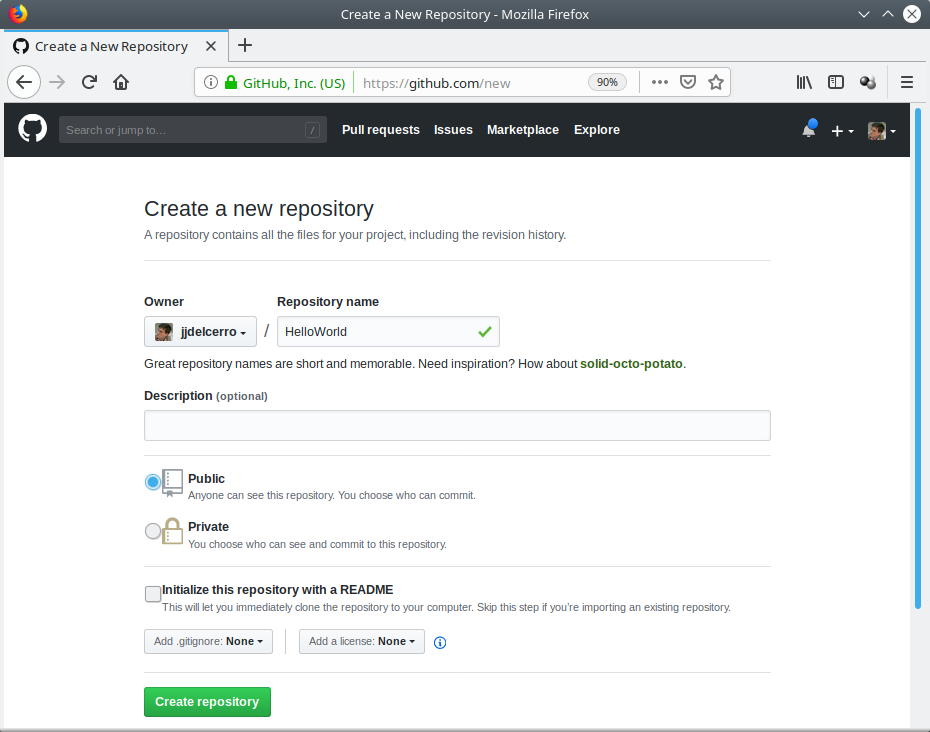 Create a New Repository - Mozilla Firefox
Create a New Repository
GitHub, Inc. (US)
https://github.com/new
90%
Search or jump to…
/
Pull requests
Issues
Marketplace
Explore
Create a new repository
A repository contains all the files for your project, including the revision history.
Owner
Repository name
jjdelcerro
/
HelloWorld
Great repository names are short and memorable. Need inspiration? How about solid-octo-potato.
Description (optional)
Public
Anyone can see this repository. You choose who can commit.
Private
You choose who can see and commit to this repository.
Initialize this repository with a README
This will let you immediately clone the repository to your computer. Skip this step if you're importing an existing repository.
Add .gitignore: None
Add a license: None
Create repository